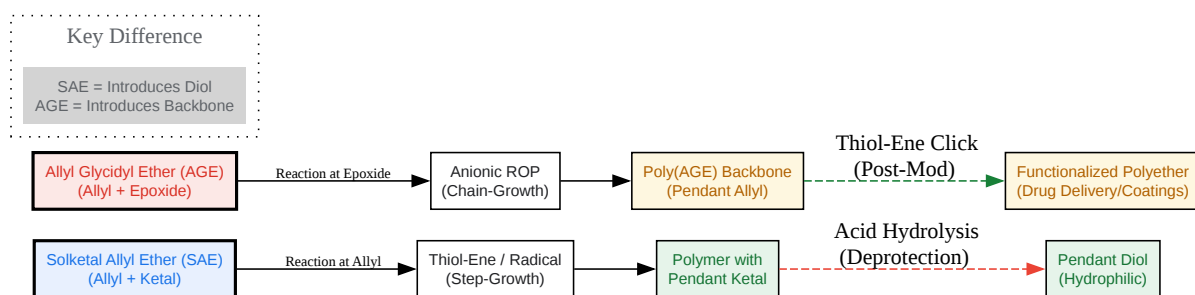 Key Difference
SAE = Introduces Diol
AGE = Introduces Backbone
Allyl Glycidyl Ether (AGE)
(Allyl + Epoxide)
Reaction at Epoxide
Anionic ROP
(Chain-Growth)
Poly(AGE) Backbone
(Pendant Allyl)
Thiol-Ene Click
(Post-Mod)
Functionalized Polyether
(Drug Delivery/Coatings)
Solketal Allyl Ether (SAE)
(Allyl + Ketal)
Reaction at Allyl
Thiol-Ene / Radical
(Step-Growth)
Polymer with
Pendant Ketal
Acid Hydrolysis
(Deprotection)
Pendant Diol
(Hydrophilic)